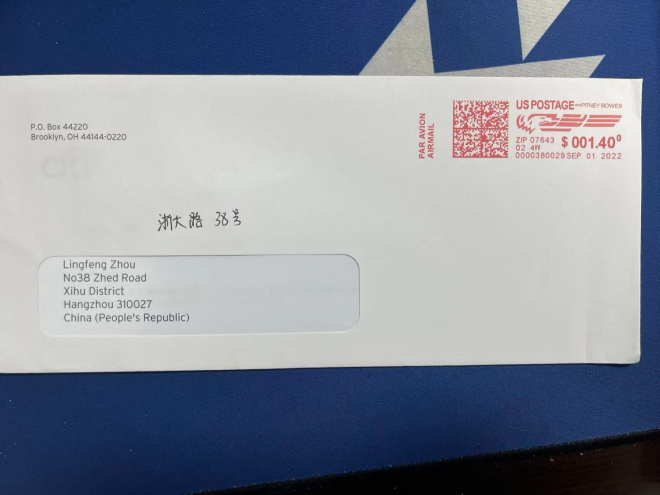 P.O. Box 44220
Brooklyn, OH 44144-0220
PAR AVION
AIRMAIL
US POSTAGE PITNEY BOWES
ZIP 07643
02 4W
$ 001.40⁰
0000380029 SEP 01 2022
浙大路 38号
Lingfeng Zhou
No38 Zhed Road
Xihu District
Hangzhou 310027
China (People's Republic)